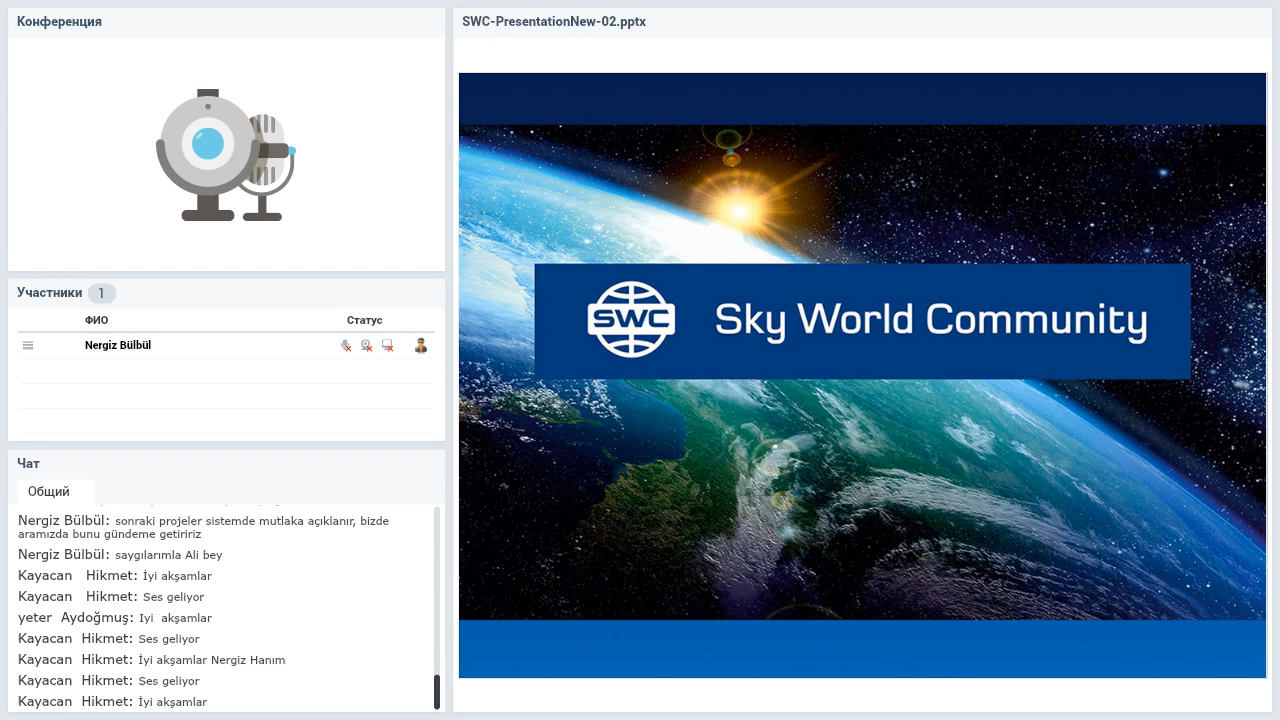 Конференция
SWC-PresentationNew-02.pptx
SWC
Sky World Community
Участники 1
ФИО Статус
Nergiz Bülbül
Чат
Общий
Nergiz Bülbül: sonraki projeler sistemde mutlaka açıklanır, bizde
aramızda bunu gündeme getiririz
Nergiz Bülbül: saygılarımla Ali bey
Kayacan Hikmet: İyi akşamlar
Kayacan Hikmet: Ses geliyor
yeter Aydoğmuş: Iyi akşamlar
Kayacan Hikmet: Ses geliyor
Kayacan Hikmet: İyi akşamlar Nergiz Hanım
Kayacan Hikmet: Ses geliyor
Kayacan Hikmet: İyi akşamlar